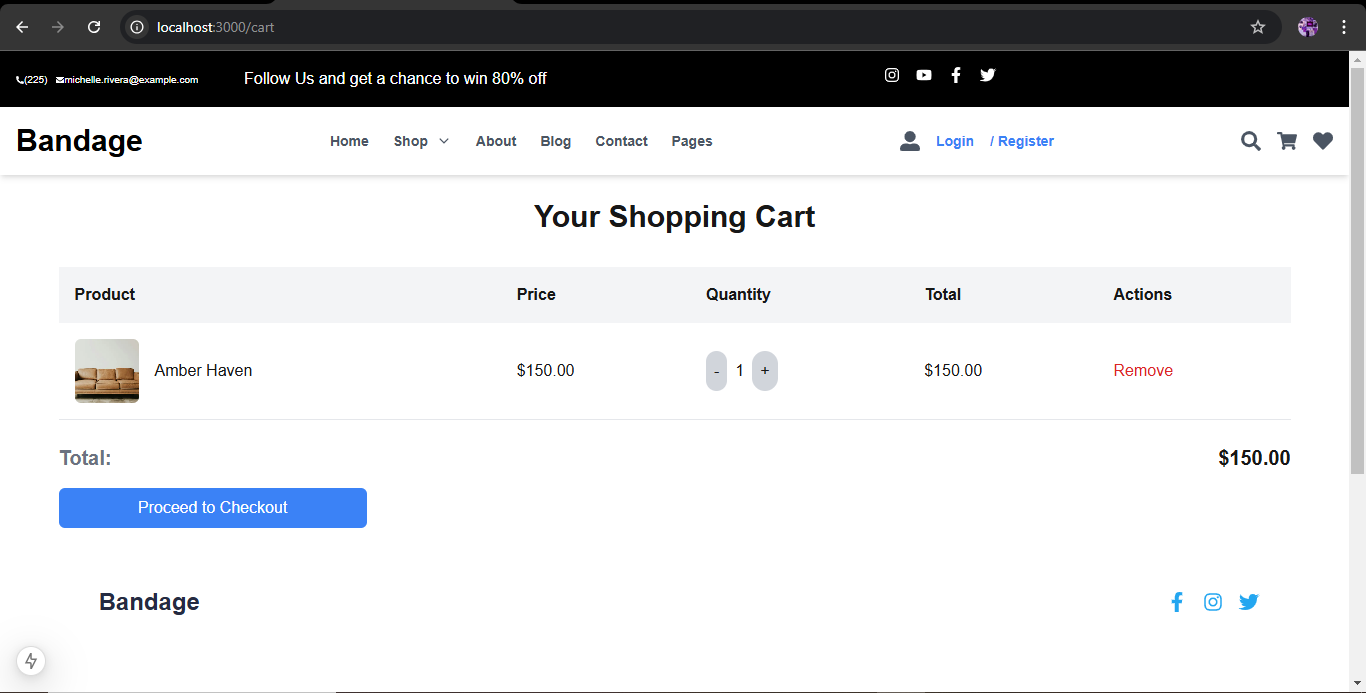 localhost:3000/cart
(225) michelle.rivera@example.com Follow Us and get a chance to win 80% off
Bandage Home Shop About Blog Contact Pages Login / Register
Your Shopping Cart
Product Price Quantity Total Actions
Amber Haven $150.00 - 1 + $150.00 Remove
Total: $150.00
Proceed to Checkout
Bandage